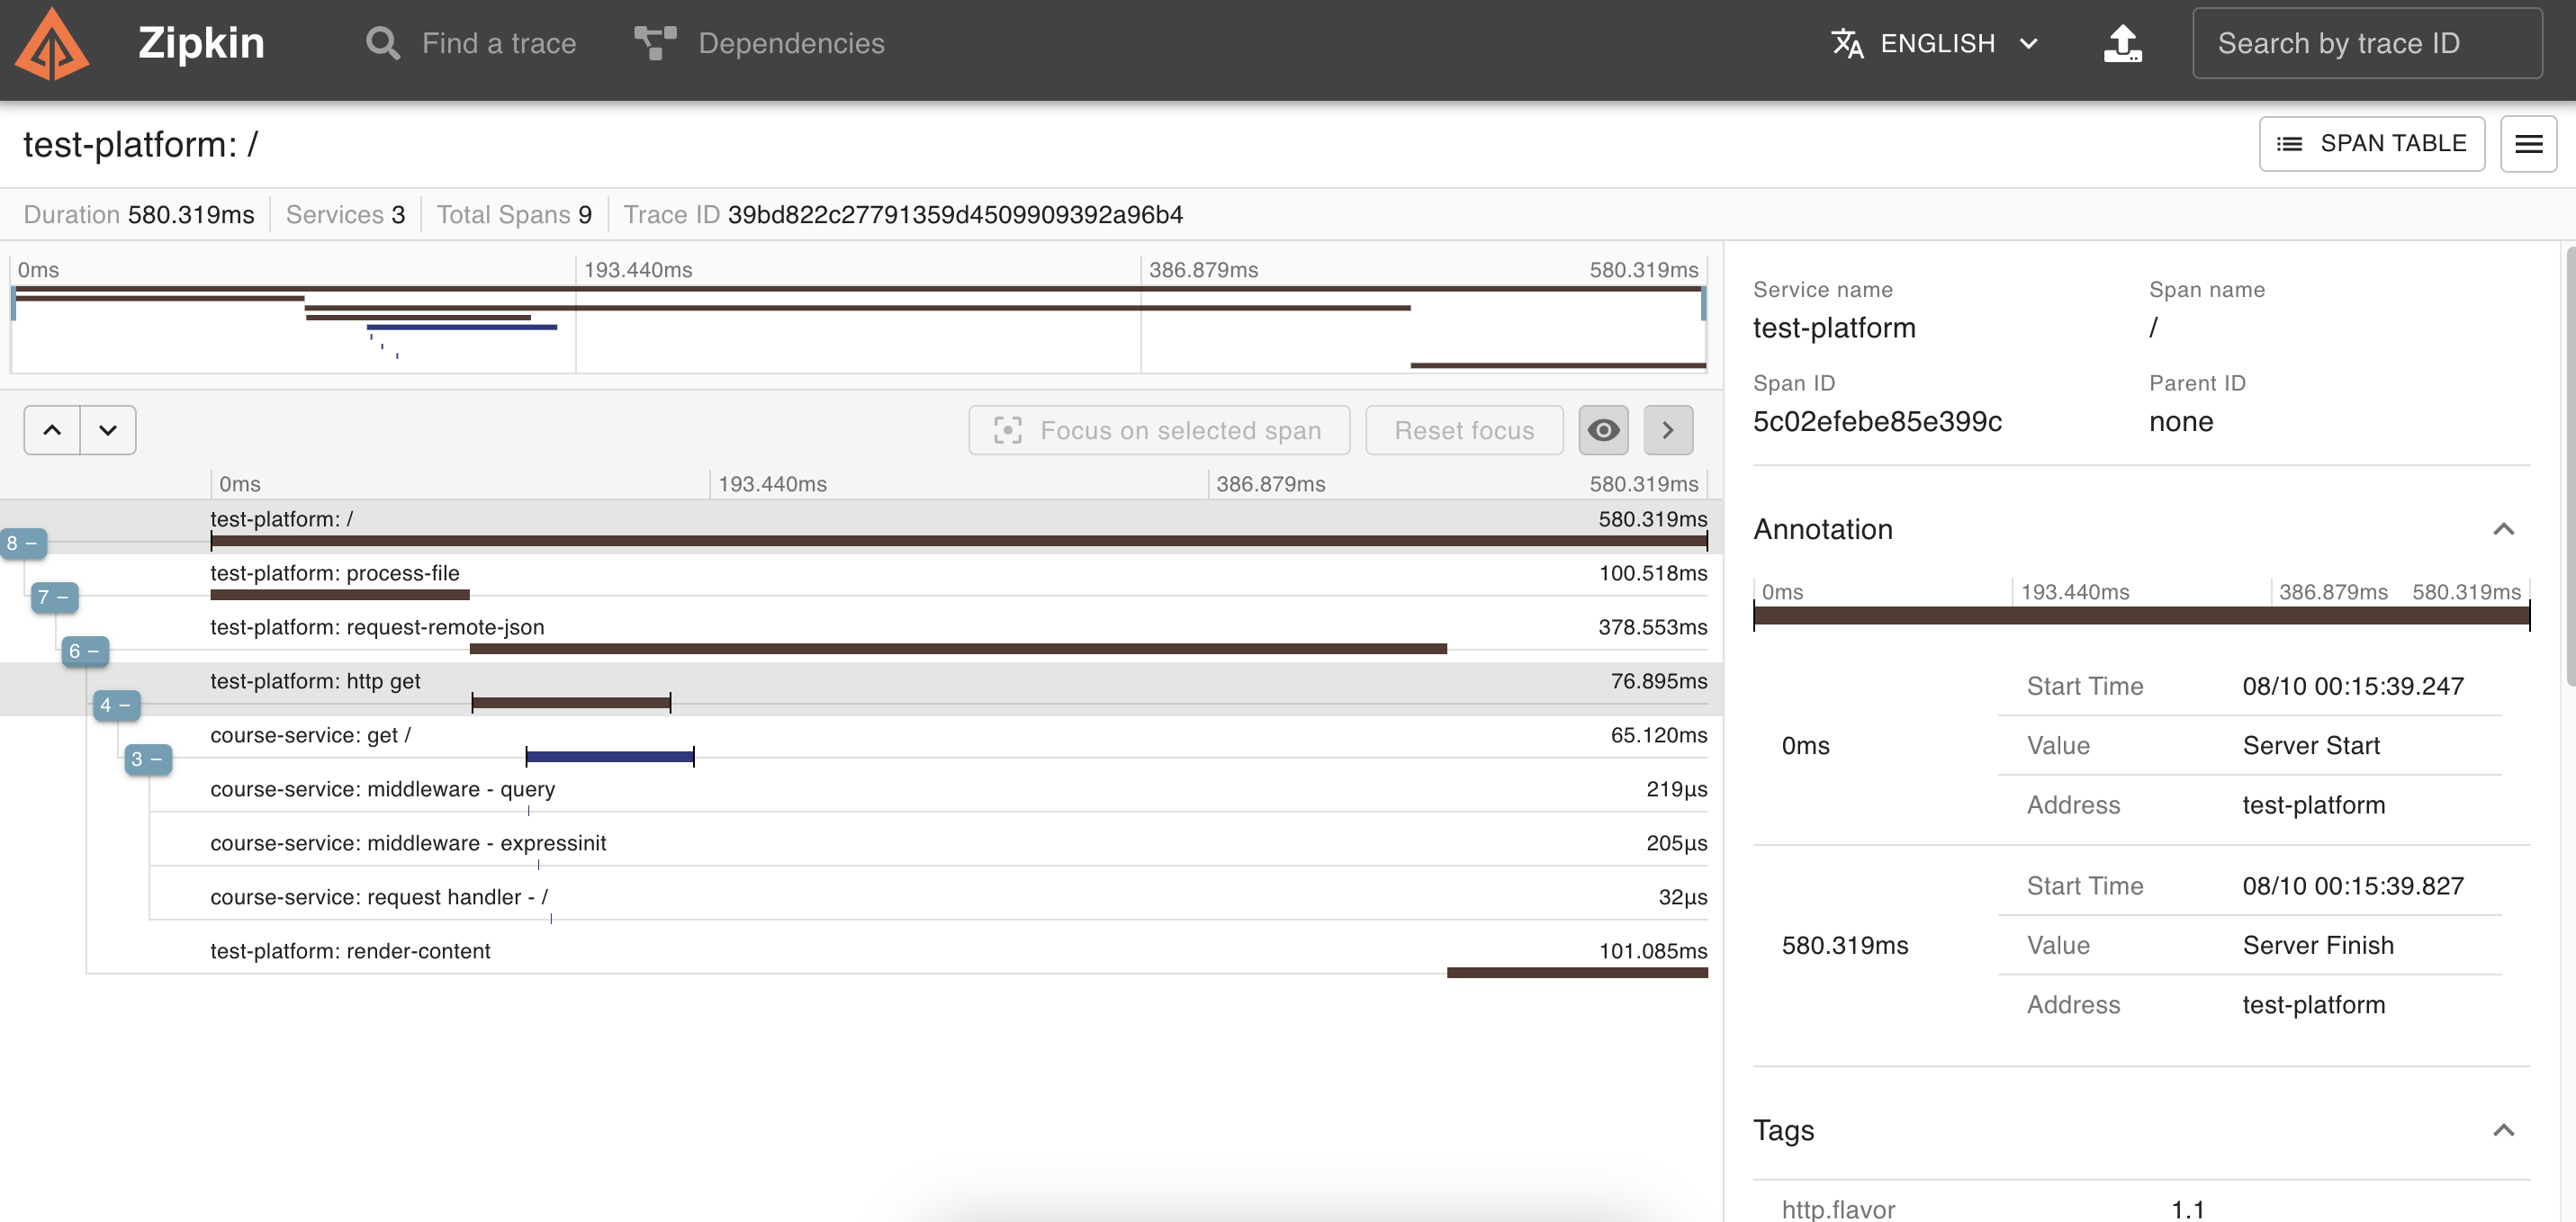 Zipkin
Find a trace
Dependencies
ENGLISH
Search by trace ID
test-platform: /
SPAN TABLE
Duration 580.319ms
Services 3
Total Spans 9
Trace ID 39bd822c27791359d4509909392a96b4
0ms 193.440ms 386.879ms 580.319ms
Focus on selected span
Reset focus
0ms 193.440ms 386.879ms 580.319ms
test-platform: / 580.319ms
8 –
test-platform: process-file 100.518ms
7 –
test-platform: request-remote-json 378.553ms
6 –
test-platform: http get 76.895ms
4 –
course-service: get / 65.120ms
3 –
course-service: middleware - query 219μs
course-service: middleware - expressinit 205μs
course-service: request handler - / 32μs
test-platform: render-content 101.085ms
Service name Span name
test-platform /
Span ID Parent ID
5c02efebe85e399c none
Annotation
0ms 193.440ms 386.879ms 580.319ms
Start Time 08/10 00:15:39.247
0ms Value Server Start
Address test-platform
Start Time 08/10 00:15:39.827
580.319ms Value Server Finish
Address test-platform
Tags
http.flavor 1.1